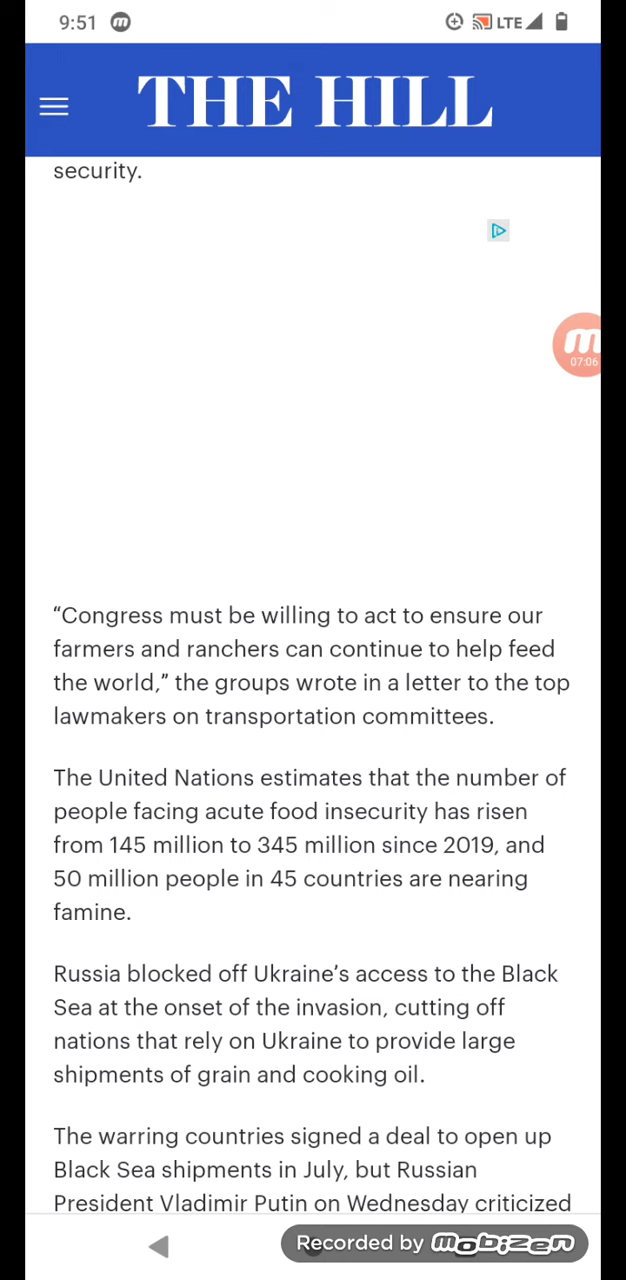 9:51
LTE
THE HILL
security.
07:06
“Congress must be willing to act to ensure our
farmers and ranchers can continue to help feed
the world,” the groups wrote in a letter to the top
lawmakers on transportation committees.
The United Nations estimates that the number of
people facing acute food insecurity has risen
from 145 million to 345 million since 2019, and
50 million people in 45 countries are nearing
famine.
Russia blocked off Ukraine’s access to the Black
Sea at the onset of the invasion, cutting off
nations that rely on Ukraine to provide large
shipments of grain and cooking oil.
The warring countries signed a deal to open up
Black Sea shipments in July, but Russian
President Vladimir Putin on Wednesday criticized
Recorded by mobizen